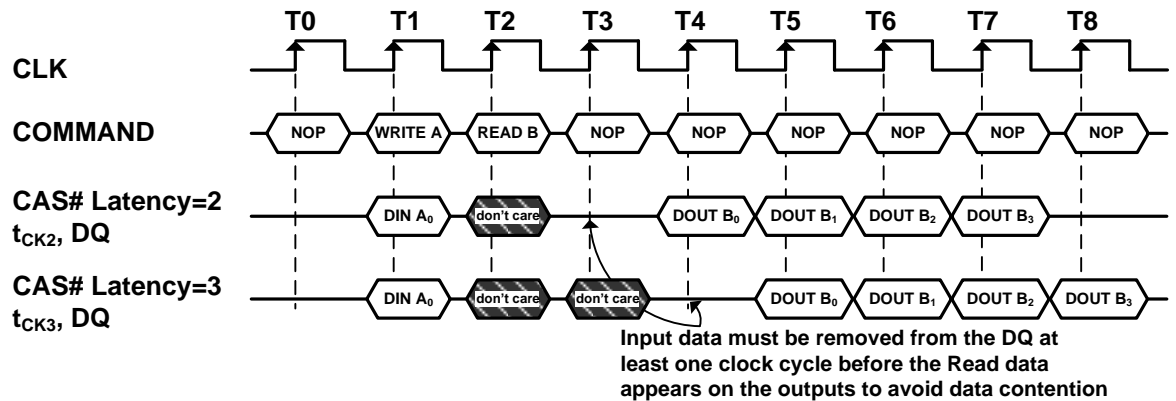 T0 T1 T2 T3 T4 T5 T6 T7 T8
CLK
COMMAND NOP WRITE A READ B NOP NOP NOP NOP NOP NOP
CAS# Latency=2
tCK2, DQ DIN A0 don't care DOUT B0 DOUT B1 DOUT B2 DOUT B3
CAS# Latency=3
tCK3, DQ DIN A0 don't care don't care DOUT B0 DOUT B1 DOUT B2 DOUT B3
Input data must be removed from the DQ at
least one clock cycle before the Read data
appears on the outputs to avoid data contention